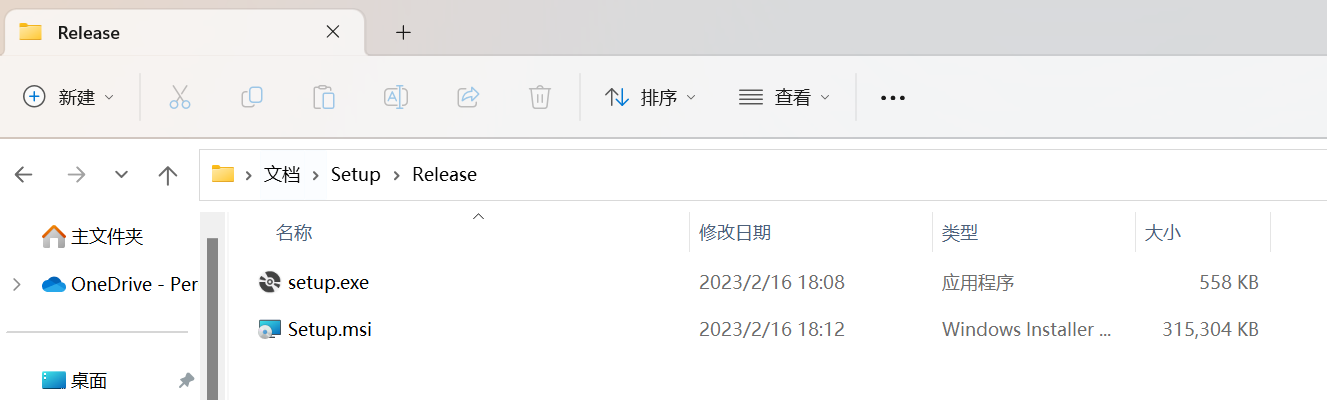 Release
新建
排序
查看
文档
Setup
Release
主文件夹
OneDrive - Per
桌面
名称 修改日期 类型 大小
setup.exe 2023/2/16 18:08 应用程序 558 KB
Setup.msi 2023/2/16 18:12 Windows Installer ... 315,304 KB